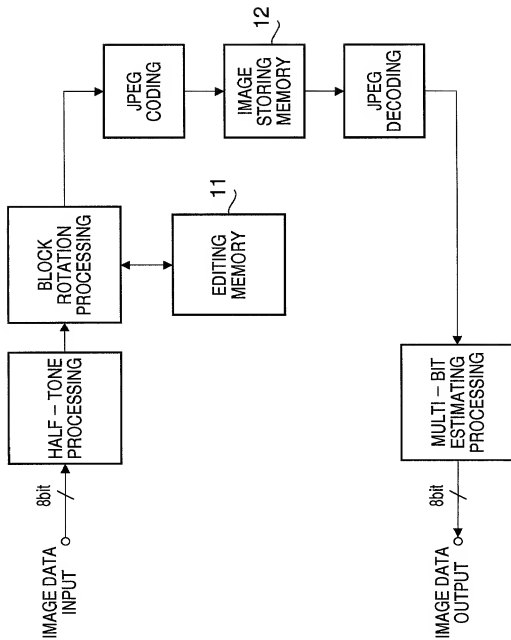 IMAGE DATA
INPUT
8bit
HALF - TONE
PROCESSING
BLOCK
ROTATION
PROCESSING
11
EDITING
MEMORY
JPEG
CODING
12
IMAGE
STORING
MEMORY
JPEG
DECODING
MULTI - BIT
ESTIMATING
PROCESSING
8bit
IMAGE DATA
OUTPUT